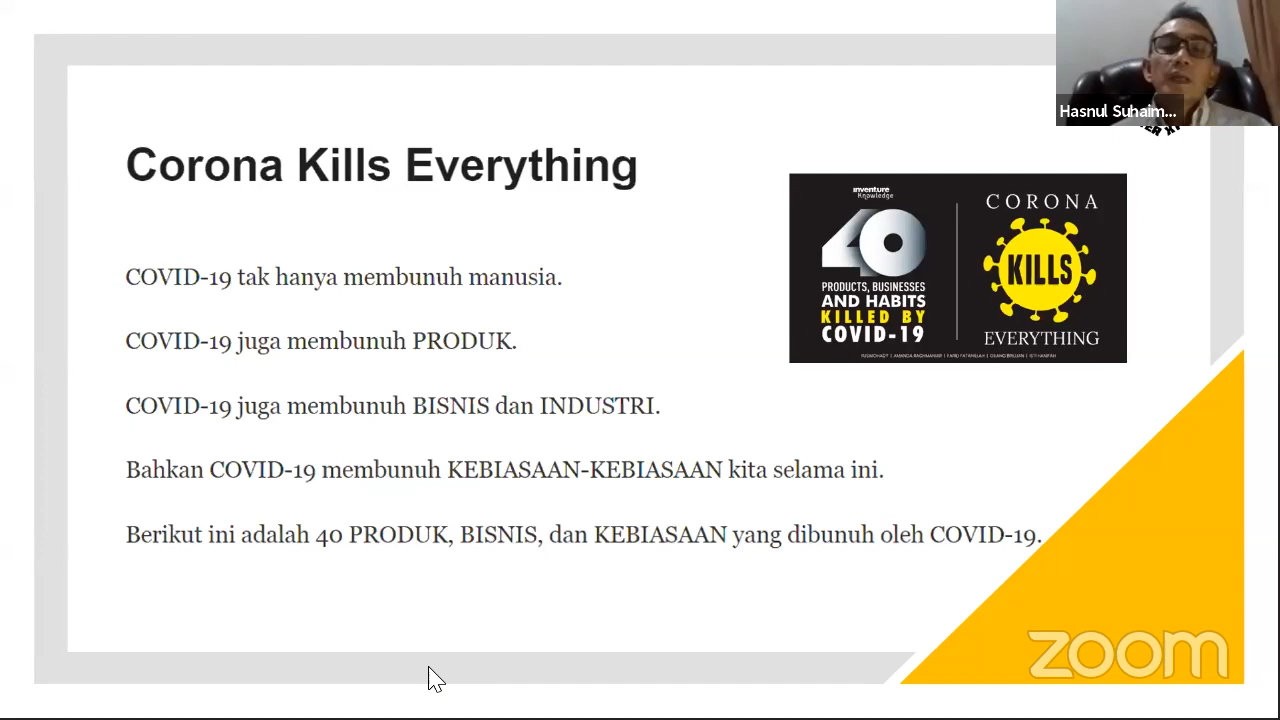 Hasnul Suhaim...
Corona Kills Everything
COVID-19 tak hanya membunuh manusia.
COVID-19 juga membunuh PRODUK.
COVID-19 juga membunuh BISNIS dan INDUSTRI.
Bahkan COVID-19 membunuh KEBIASAAN-KEBIASAAN kita selama ini.
Berikut ini adalah 40 PRODUK, BISNIS, dan KEBIASAAN yang dibunuh oleh COVID-19.
inventure
Knowledge
40
PRODUCTS, BUSINESSES
AND HABITS
KILLED BY
COVID-19
CORONA
KILLS
EVERYTHING
zoom